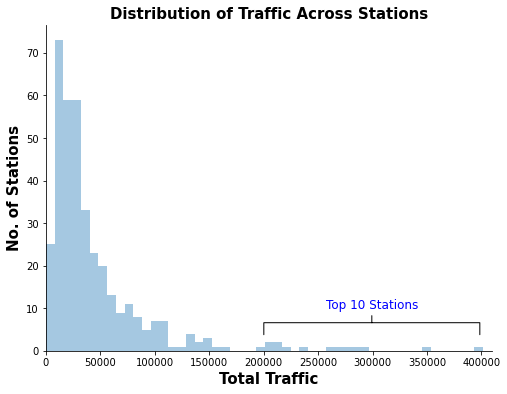 Distribution of Traffic Across Stations
No. of Stations
70
60
50
40
30
20
10
0
Top 10 Stations
0 50000 100000 150000 200000 250000 300000 350000 400000
Total Traffic